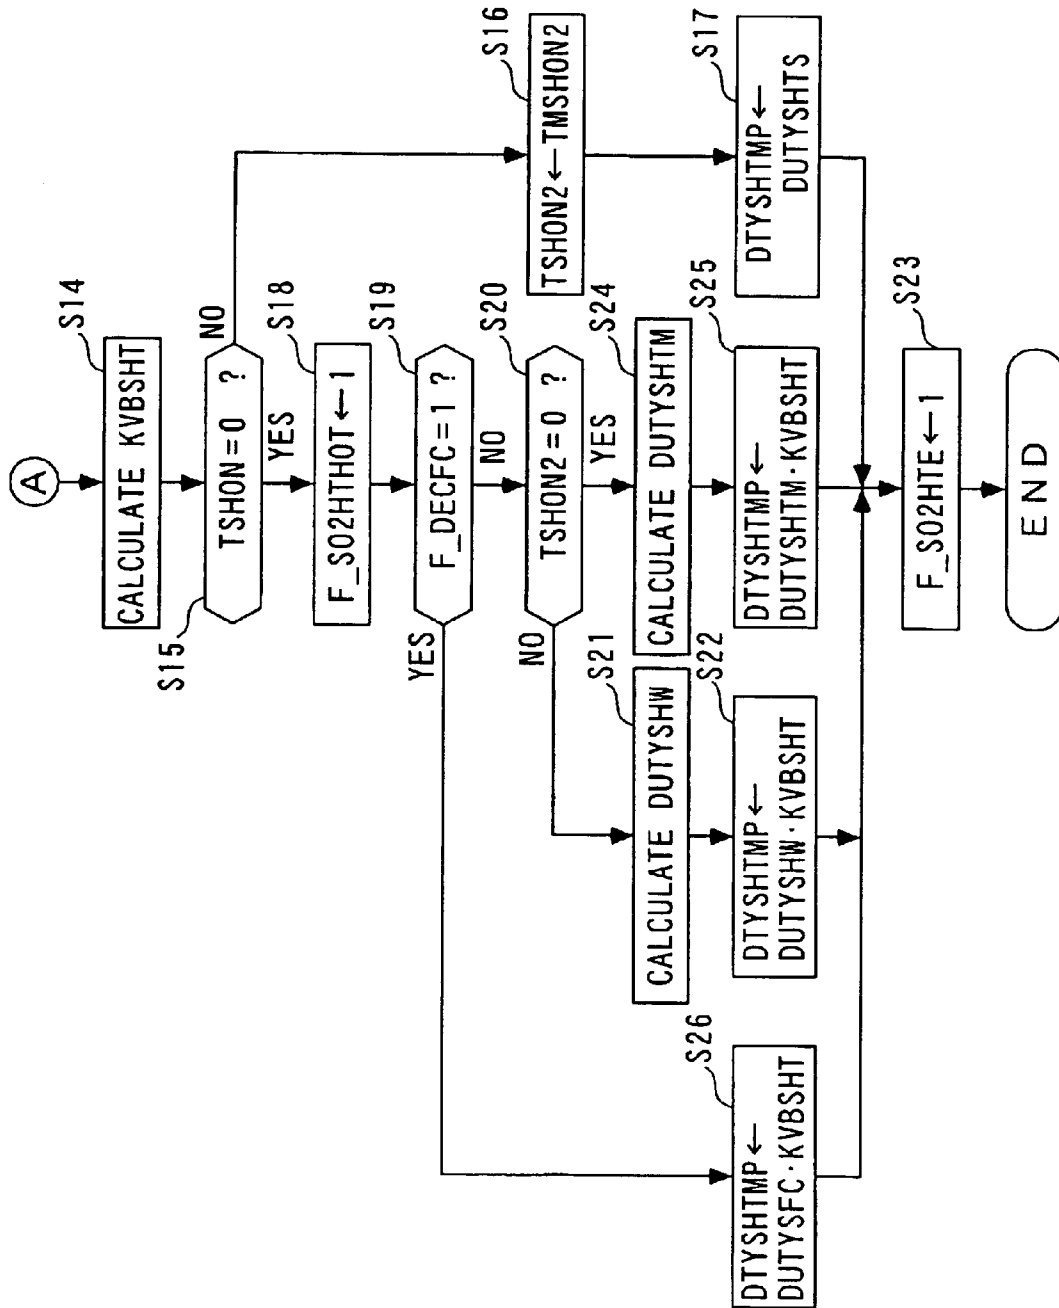 A
S14
CALCULATE KVBSHT
S15
TSHON=0 ?
NO
YES
S16
TSHON2←TMSHON2
S17
DTYSHTMP←
DUTYSHTS
S18
F_SO2HTHOT←1
S19
F_DECFC=1 ?
YES
NO
S20
TSHON2=0 ?
NO
YES
S21
CALCULATE DUTYSHW
S24
CALCULATE DUTYSHTM
S26
DTYSHTMP←
DUTYSFC·KVBSHT
S22
DTYSHTMP←
DUTYSHW·KVBSHT
S25
DTYSHTMP←
DUTYSHTM·KVBSHT
S23
F_SO2HTE←1
END